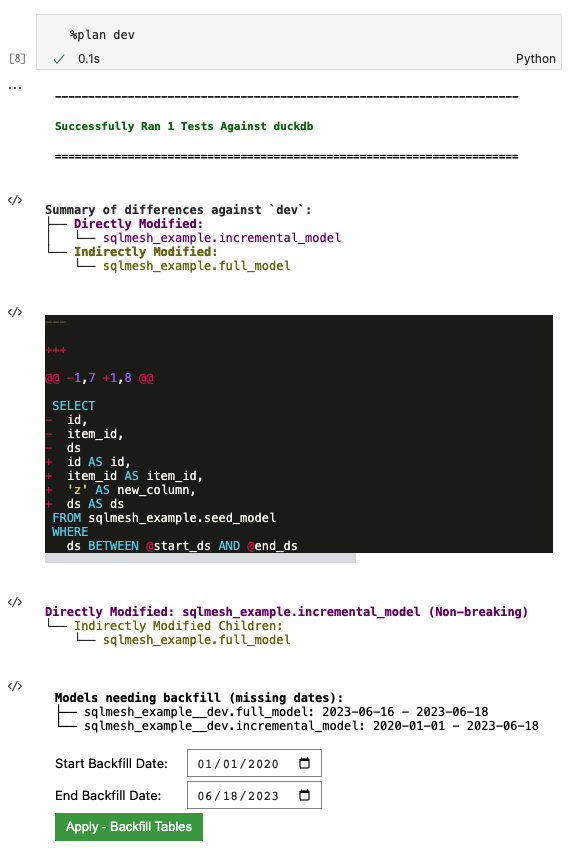 %plan dev
[8]
0.1s
Python
...
----------------------------------------------------------------------
Successfully Ran 1 Tests Against duckdb
======================================================================
</>
Summary of differences against `dev`:
├── Directly Modified:
│   └── sqlmesh_example.incremental_model
└── Indirectly Modified:
    └── sqlmesh_example.full_model
</>
---
+++
@@ -1,7 +1,8 @@
SELECT
-  id,
-  item_id,
-  ds
+  id AS id,
+  item_id AS item_id,
+  'z' AS new_column,
+  ds AS ds
FROM sqlmesh_example.seed_model
WHERE
  ds BETWEEN @start_ds AND @end_ds
</>
Directly Modified: sqlmesh_example.incremental_model (Non-breaking)
└── Indirectly Modified Children:
    └── sqlmesh_example.full_model
</>
Models needing backfill (missing dates):
├── sqlmesh_example__dev.full_model: 2023-06-16 - 2023-06-18
└── sqlmesh_example__dev.incremental_model: 2020-01-01 - 2023-06-18
Start Backfill Date: 01/01/2020
End Backfill Date: 06/18/2023
Apply - Backfill Tables